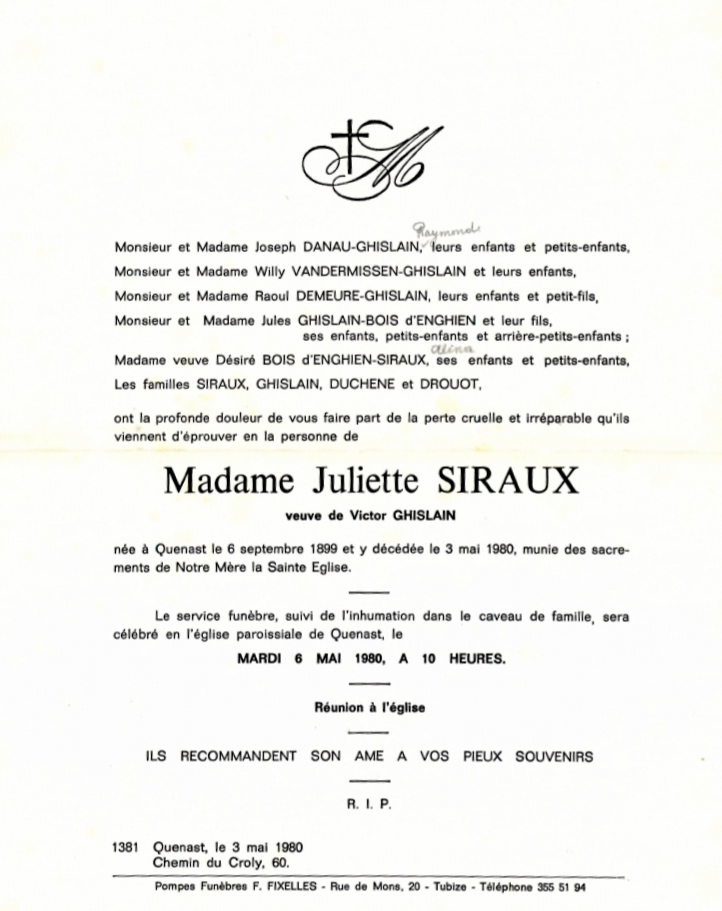 Raymond
Monsieur et Madame Joseph DANAU-GHISLAIN, leurs enfants et petits-enfants,
Monsieur et Madame Willy VANDERMISSEN-GHISLAIN et leurs enfants,
Monsieur et Madame Raoul DEMEURE-GHISLAIN, leurs enfants et petit-fils,
Monsieur et Madame Jules GHISLAIN-BOIS d'ENGHIEN et leur fils,
ses enfants, petits-enfants et arrière-petits-enfants ;
alina
Madame veuve Désiré BOIS d'ENGHIEN-SIRAUX, ses enfants et petits-enfants,
Les familles SIRAUX, GHISLAIN, DUCHENE et DROUOT,
ont la profonde douleur de vous faire part de la perte cruelle et irréparable qu'ils
viennent d'éprouver en la personne de
Madame Juliette SIRAUX
veuve de Victor GHISLAIN
née à Quenast le 6 septembre 1899 et y décédée le 3 mai 1980, munie des sacre-
ments de Notre Mère la Sainte Eglise.
Le service funèbre, suivi de l'inhumation dans le caveau de famille, sera
célébré en l'église paroissiale de Quenast, le
MARDI 6 MAI 1980, A 10 HEURES.
Réunion à l'église
ILS RECOMMANDENT SON AME A VOS PIEUX SOUVENIRS
R. I. P.
1381 Quenast, le 3 mai 1980
Chemin du Croly, 60.
Pompes Funèbres F. FIXELLES - Rue de Mons, 20 - Tubize - Téléphone 355 51 94